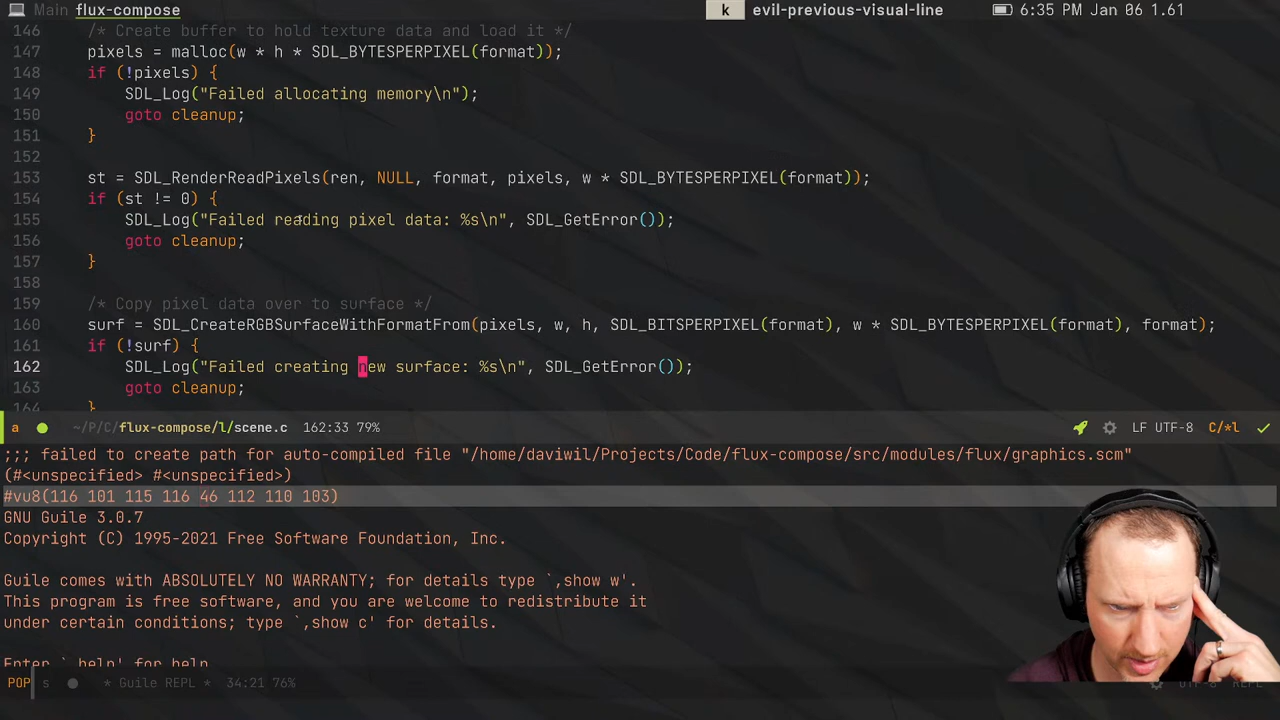 Main flux-compose k evil-previous-visual-line 6:35 PM Jan 06 1.61
146 /* Create buffer to hold texture data and load it */
147 pixels = malloc(w * h * SDL_BYTESPERPIXEL(format));
148 if (!pixels) {
149 SDL_Log("Failed allocating memory\n");
150 goto cleanup;
151 }
152
153 st = SDL_RenderReadPixels(ren, NULL, format, pixels, w * SDL_BYTESPERPIXEL(format));
154 if (st != 0) {
155 SDL_Log("Failed reading pixel data: %s\n", SDL_GetError());
156 goto cleanup;
157 }
158
159 /* Copy pixel data over to surface */
160 surf = SDL_CreateRGBSurfaceWithFormatFrom(pixels, w, h, SDL_BITSPERPIXEL(format), w * SDL_BYTESPERPIXEL(format), format);
161 if (!surf) {
162 SDL_Log("Failed creating new surface: %s\n", SDL_GetError());
163 goto cleanup;
164 }
a ~/P/C/flux-compose/l/scene.c 162:33 79% LF UTF-8 C/*l
;;; failed to create path for auto-compiled file "/home/daviwil/Projects/Code/flux-compose/src/modules/flux/graphics.scm"
(#<unspecified> #<unspecified>)
#vu8(116 101 115 116 46 112 110 103)
GNU Guile 3.0.7
Copyright (C) 1995-2021 Free Software Foundation, Inc.
Guile comes with ABSOLUTELY NO WARRANTY; for details type `,show w'.
This program is free software, and you are welcome to redistribute it
under certain conditions; type `,show c' for details.
Enter `,help' for help
POP s * Guile REPL * 34:21 76% UTF-8 REPL